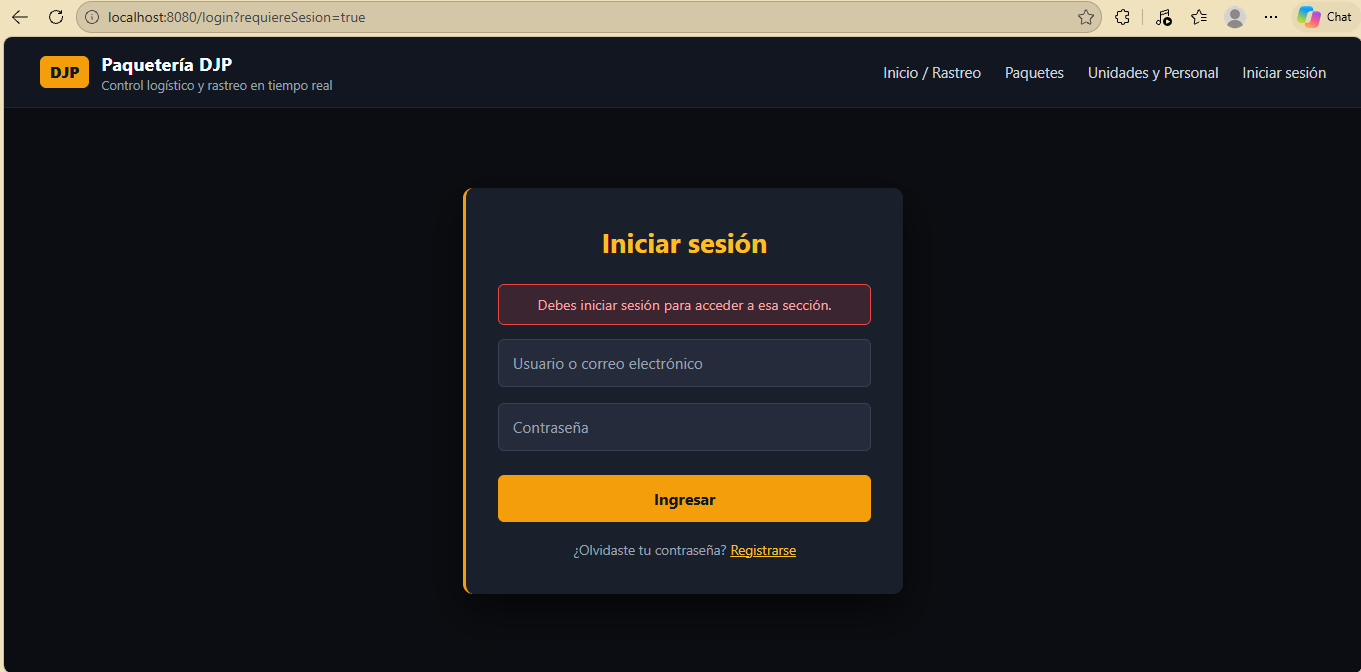 localhost:8080/login?requiereSesion=true
Chat
DJP
Paquetería DJP
Control logístico y rastreo en tiempo real
Inicio / Rastreo
Paquetes
Unidades y Personal
Iniciar sesión
Iniciar sesión
Debes iniciar sesión para acceder a esa sección.
Usuario o correo electrónico
Contraseña
Ingresar
¿Olvidaste tu contraseña? Registrarse